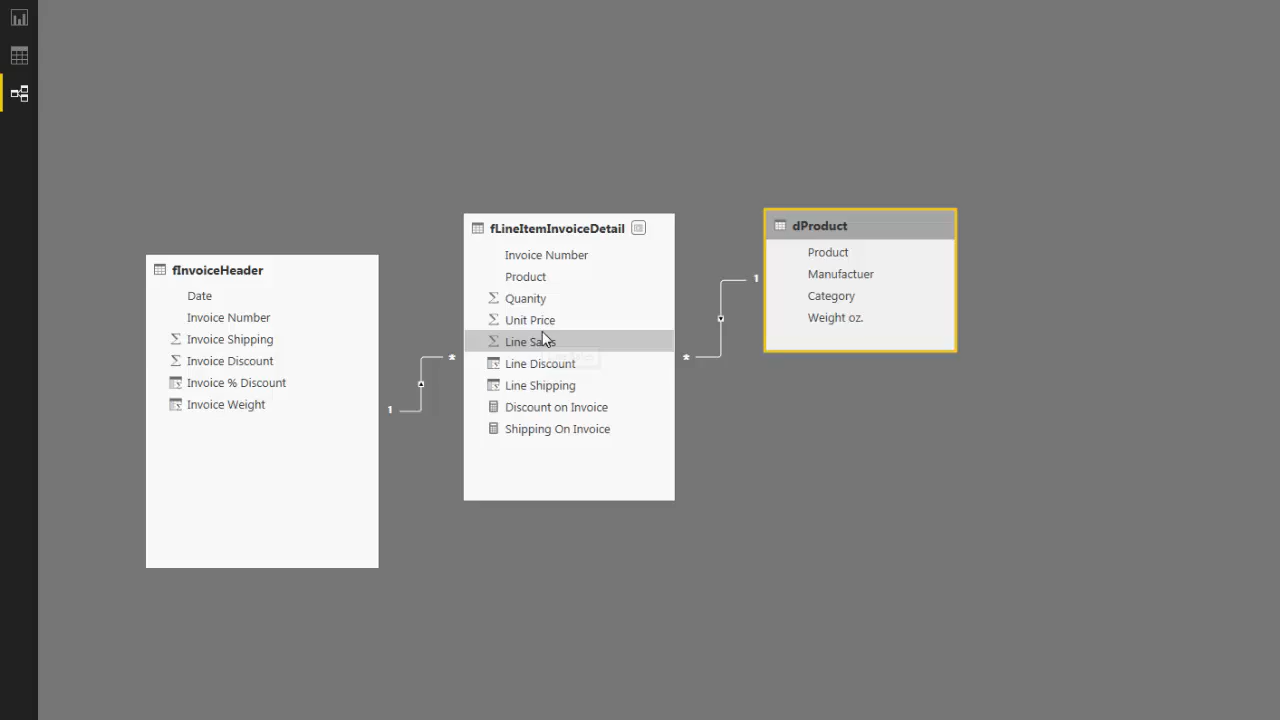 fInvoiceHeader
Date
Invoice Number
Invoice Shipping
Invoice Discount
Invoice % Discount
Invoice Weight
1
*
fLineItemInvoiceDetail
Invoice Number
Product
Quanity
Unit Price
Line Sales
Line Discount
Line Shipping
Discount on Invoice
Shipping On Invoice
*
1
dProduct
Product
Manufactuer
Category
Weight oz.